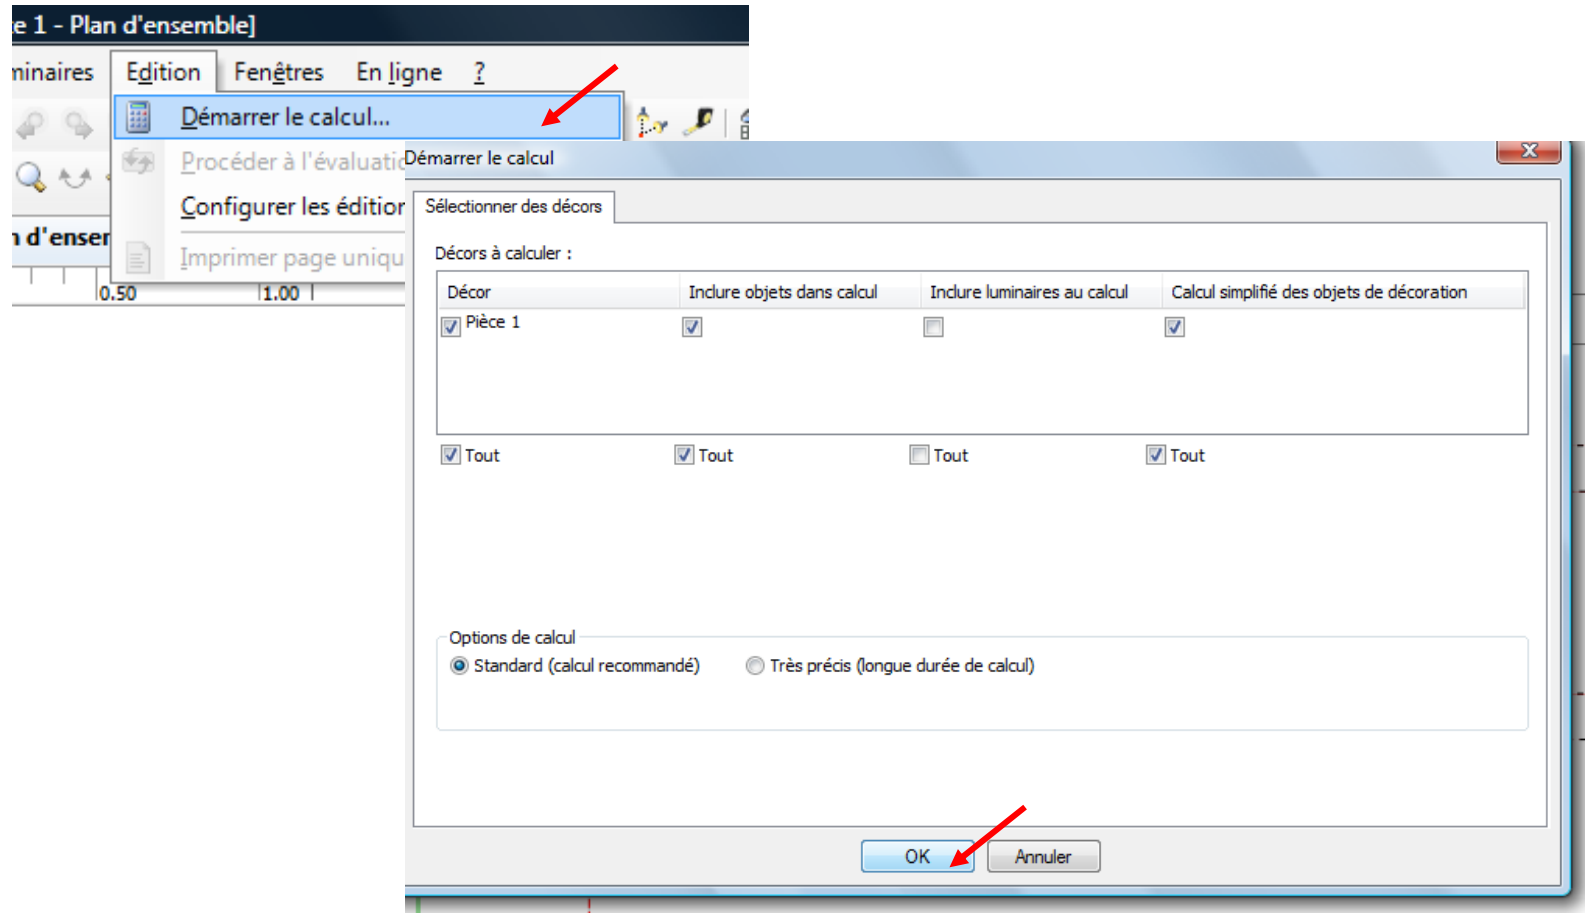 e 1 - Plan d'ensemble]
minaires Edition Fenêtres En ligne ?
Démarrer le calcul...
Procéder à l'évaluatio
Configurer les édition
Imprimer page uniqu
n d'enser
0.50 1.00
Démarrer le calcul
Sélectionner des décors
Décors à calculer :
Décor Inclure objets dans calcul Inclure luminaires au calcul Calcul simplifié des objets de décoration
Pièce 1
Tout Tout Tout Tout
Options de calcul
Standard (calcul recommandé) Très précis (longue durée de calcul)
OK Annuler